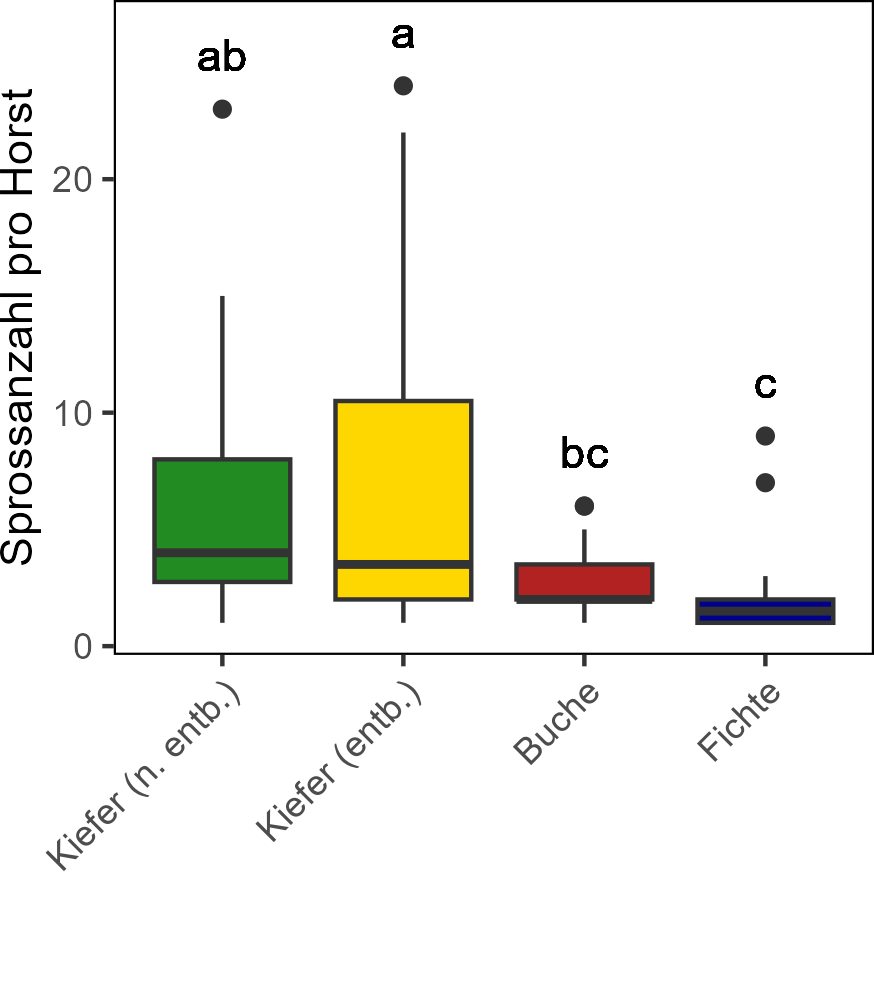 ab
a
bc
c
Sprossanzahl pro Horst
20
10
0
Kiefer (n. entb.)
Kiefer (entb.)
Buche
Fichte